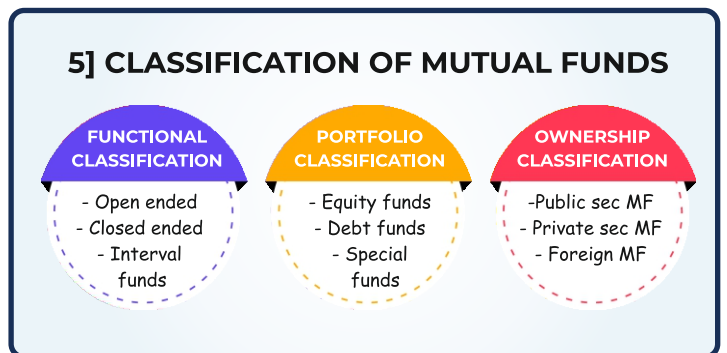 5] CLASSIFICATION OF MUTUAL FUNDS
FUNCTIONAL
CLASSIFICATION
- Open ended
- Closed ended
- Interval
funds
PORTFOLIO
CLASSIFICATION
- Equity funds
- Debt funds
- Special
funds
OWNERSHIP
CLASSIFICATION
-Public sec MF
- Private sec MF
- Foreign MF